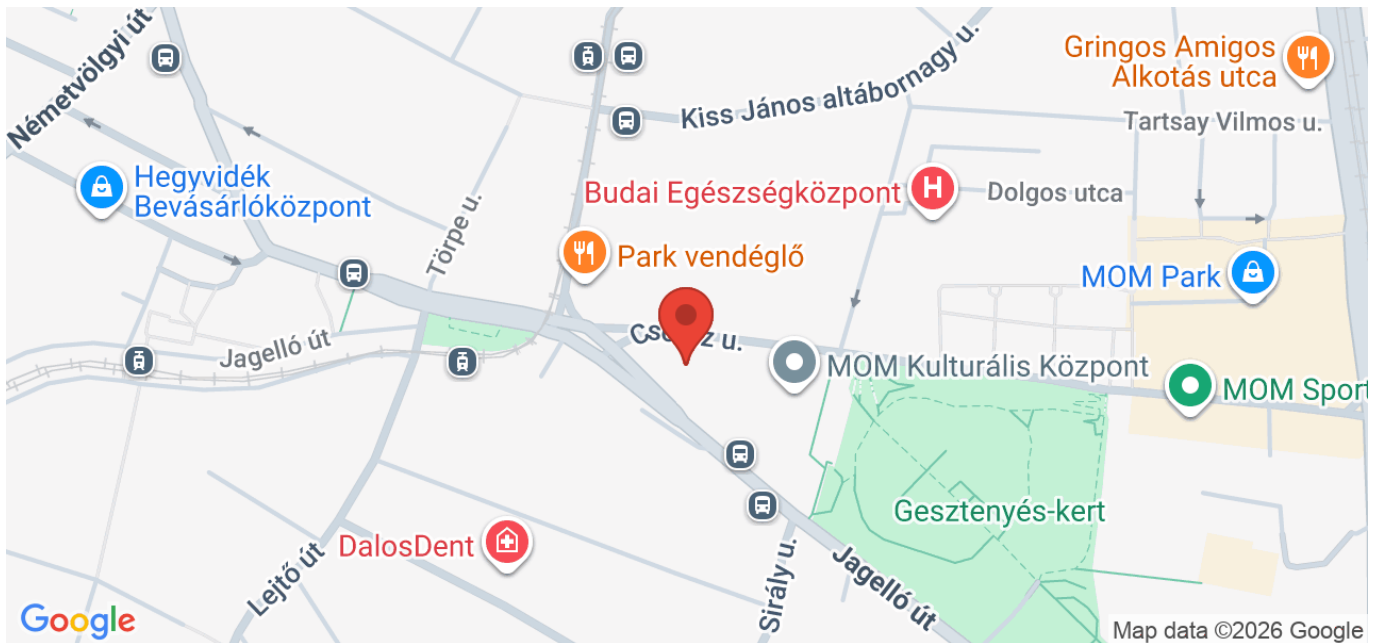 Németvölgyi út
Kiss János altábornagy u.
Gringos Amigos
Alkotás utca
Tartsay Vilmos u.
Hegyvidék
Bevásárlóközpont
Törpe u.
Budai Egészségközpont
Dolgos utca
Park vendéglő
MOM Park
Jagelló út
u.
MOM Kulturális Központ
MOM Sport
Gesztenyés-kert
DalosDent
Lejtő út
Sirály u.
Jagelló út
Google
Map data ©2026 Google